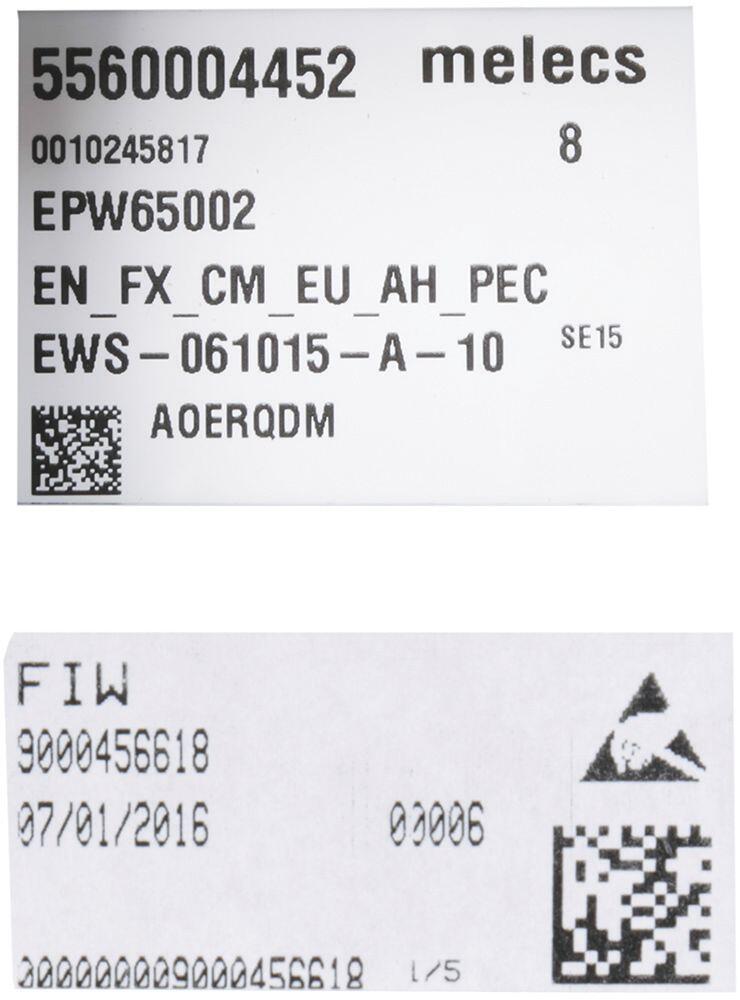 5560004452 melecs
0010245817 8
EPW65002
EN_FX_CM_EU_AH_PEC
EWS-061015-A-10 SE15
A0ERQDM
FIW
9000456618
07/01/2016 00006
000000009000456618 1/5